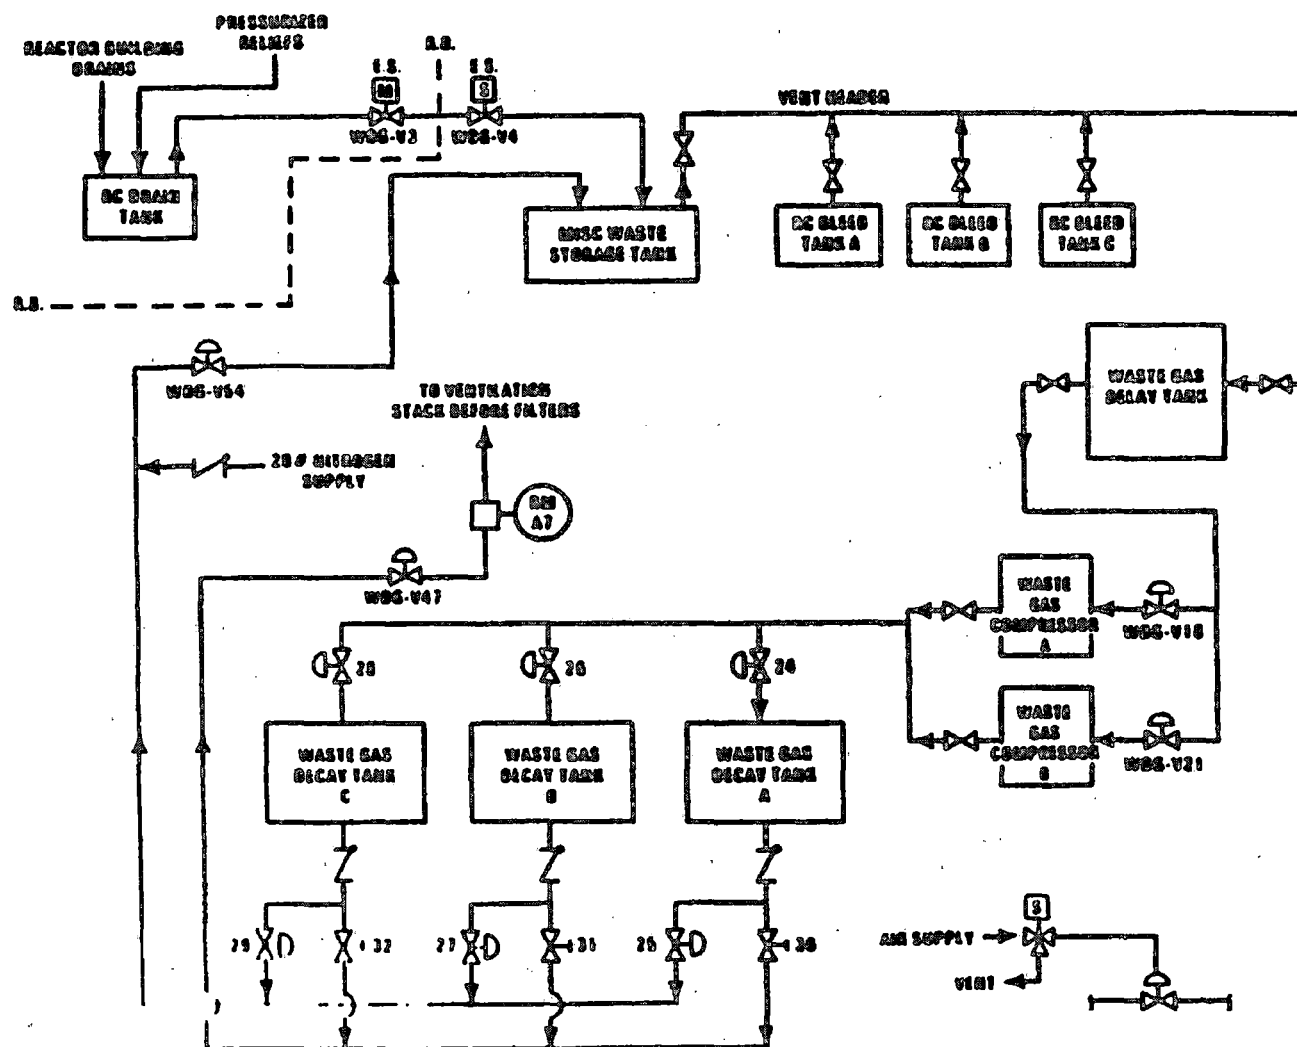 PRESSURIZER
RELIEFS
REACTOR BUILDING
DRAINS
R.B.
E.S.
E.S.
M
S
WDG-V3
WDG-V4
VENT HEADER
RC DRAIN
TANK
MISC WASTE
STORAGE TANK
RC BLEED
TANK A
RC BLEED
TANK B
RC BLEED
TANK C
R.B.
WDG-V54
TO VENTILATION
STACK BEFORE FILTERS
WASTE GAS
DELAY TANK
20# NITROGEN
SUPPLY
RM
A7
WDG-V47
WASTE
GAS
COMPRESSOR
A
WDG-V18
28
26
24
WASTE
GAS
COMPRESSOR
B
WDG-V21
WASTE GAS
DECAY TANK
C
WASTE GAS
DECAY TANK
B
WASTE GAS
DECAY TANK
A
29
32
27
31
25
30
S
AIR SUPPLY
VENT